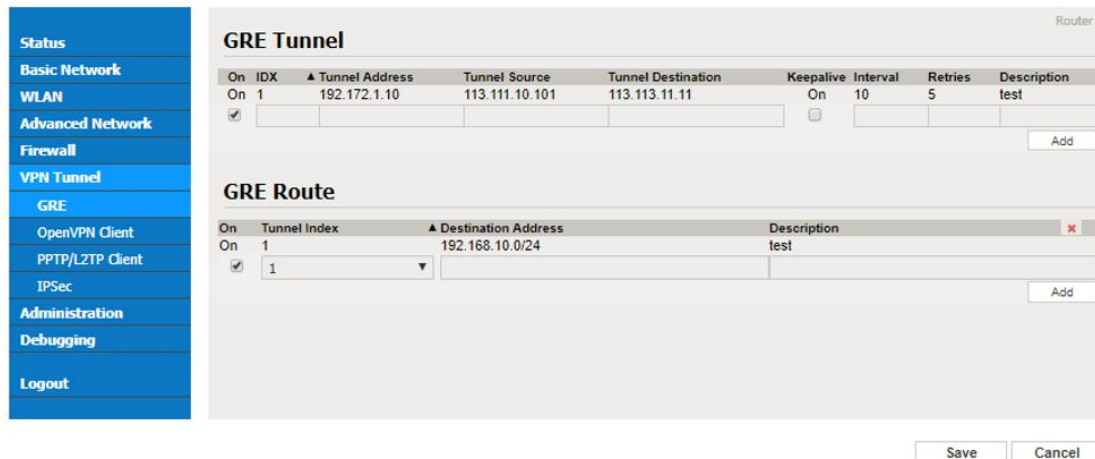 Router
Status
Basic Network
WLAN
Advanced Network
Firewall
VPN Tunnel
GRE
OpenVPN Client
PPTP/L2TP Client
IPSec
Administration
Debugging
Logout
GRE Tunnel
On IDX ▲ Tunnel Address Tunnel Source Tunnel Destination Keepalive Interval Retries Description
On 1 192.172.1.10 113.111.10.101 113.113.11.11 On 10 5 test
Add
GRE Route
On Tunnel Index ▲ Destination Address Description
On 1 192.168.10.0/24 test
1
Add
Save Cancel